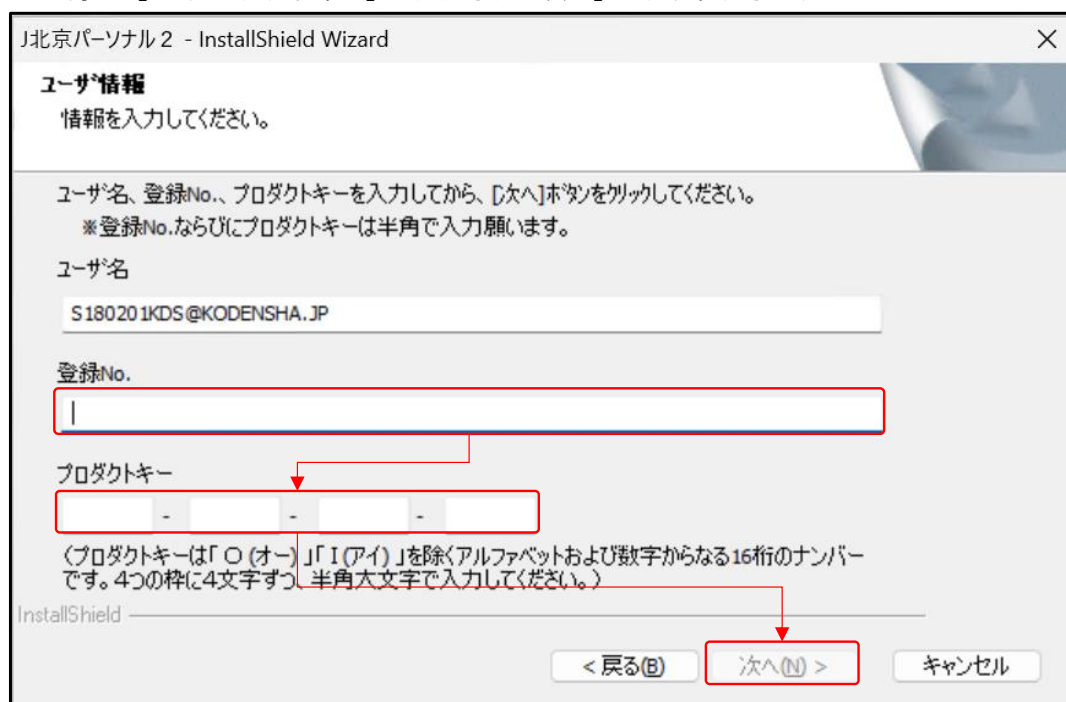 J北京パーソナル2 - InstallShield Wizard
ユーザ情報
情報を入力してください。
ユーザ名、登録No.、プロダクトキーを入力してから、[次へ]ボタンをクリックしてください。
※登録No.ならびにプロダクトキーは半角で入力願います。
ユーザ名
S180201KDS@KODENSHA.JP
登録No.
プロダクトキー
- - -
(プロダクトキーは「O(オー)」「I(アイ)」を除くアルファベットおよび数字からなる16桁のナンバー
です。4つの枠に4文字ずつ、半角大文字で入力してください。)
InstallShield
< 戻る(B) 次へ(N) > キャンセル